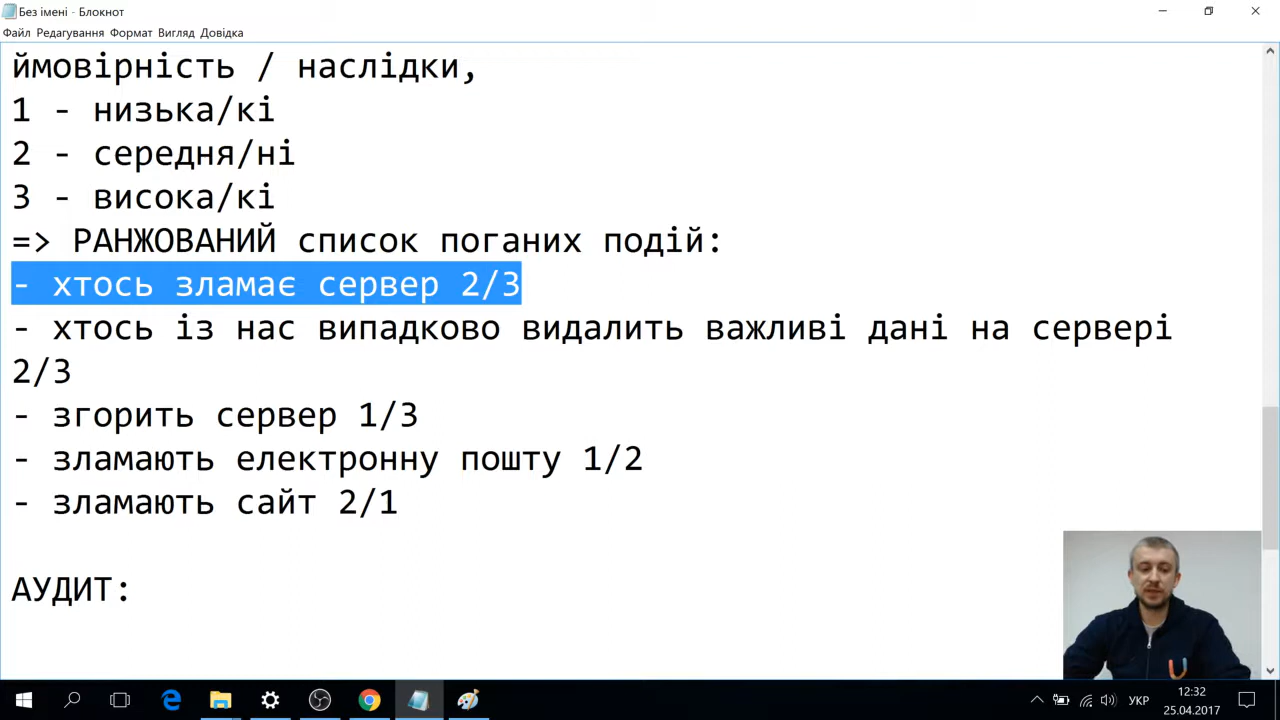 Без імені - Блокнот
Файл Редагування Формат Вигляд Довідка
ймовірність / наслідки,
1 - низька/кі
2 - середня/ні
3 - висока/кі
=> РАНЖОВАНИЙ список поганих подій:
- хтось зламає сервер 2/3
- хтось із нас випадково видалить важливі дані на сервері
2/3
- згорить сервер 1/3
- зламають електронну пошту 1/2
- зламають сайт 2/1
АУДИТ:
УКР
12:32
25.04.2017